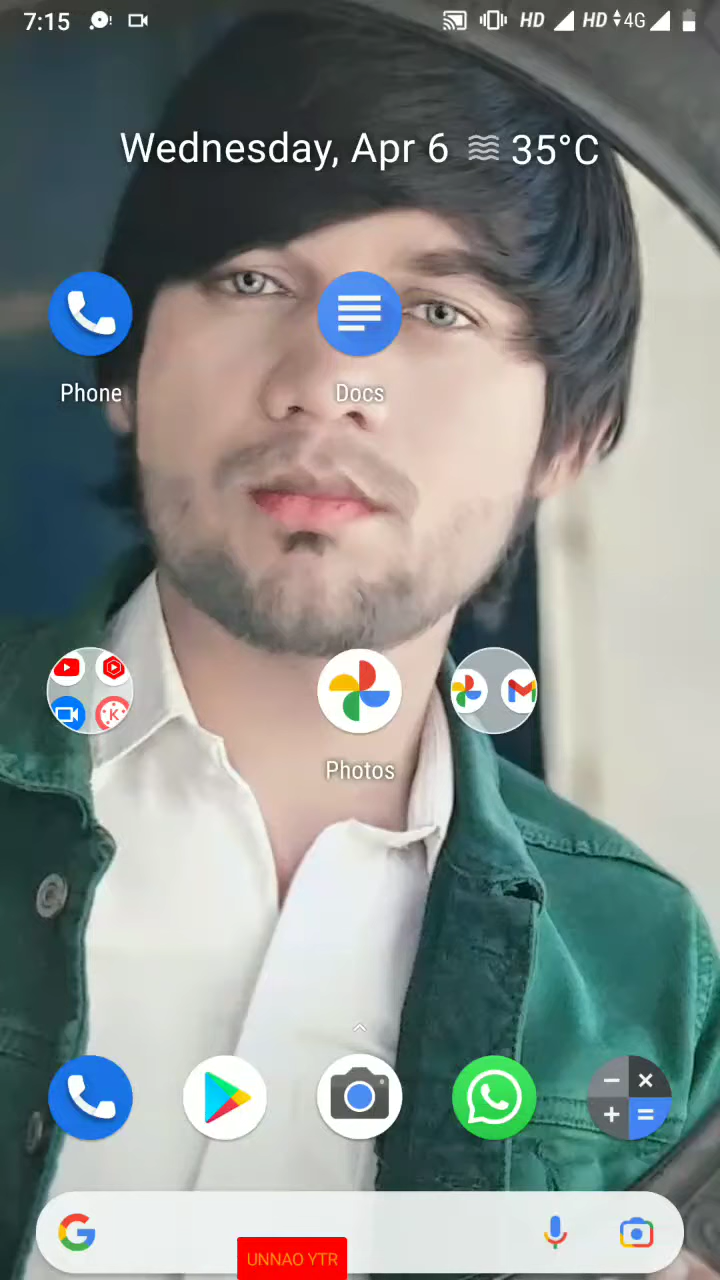 7:15 HD HD 4G
Wednesday, Apr 6 35°C
Phone Docs
K
Photos
UNNAO YTR